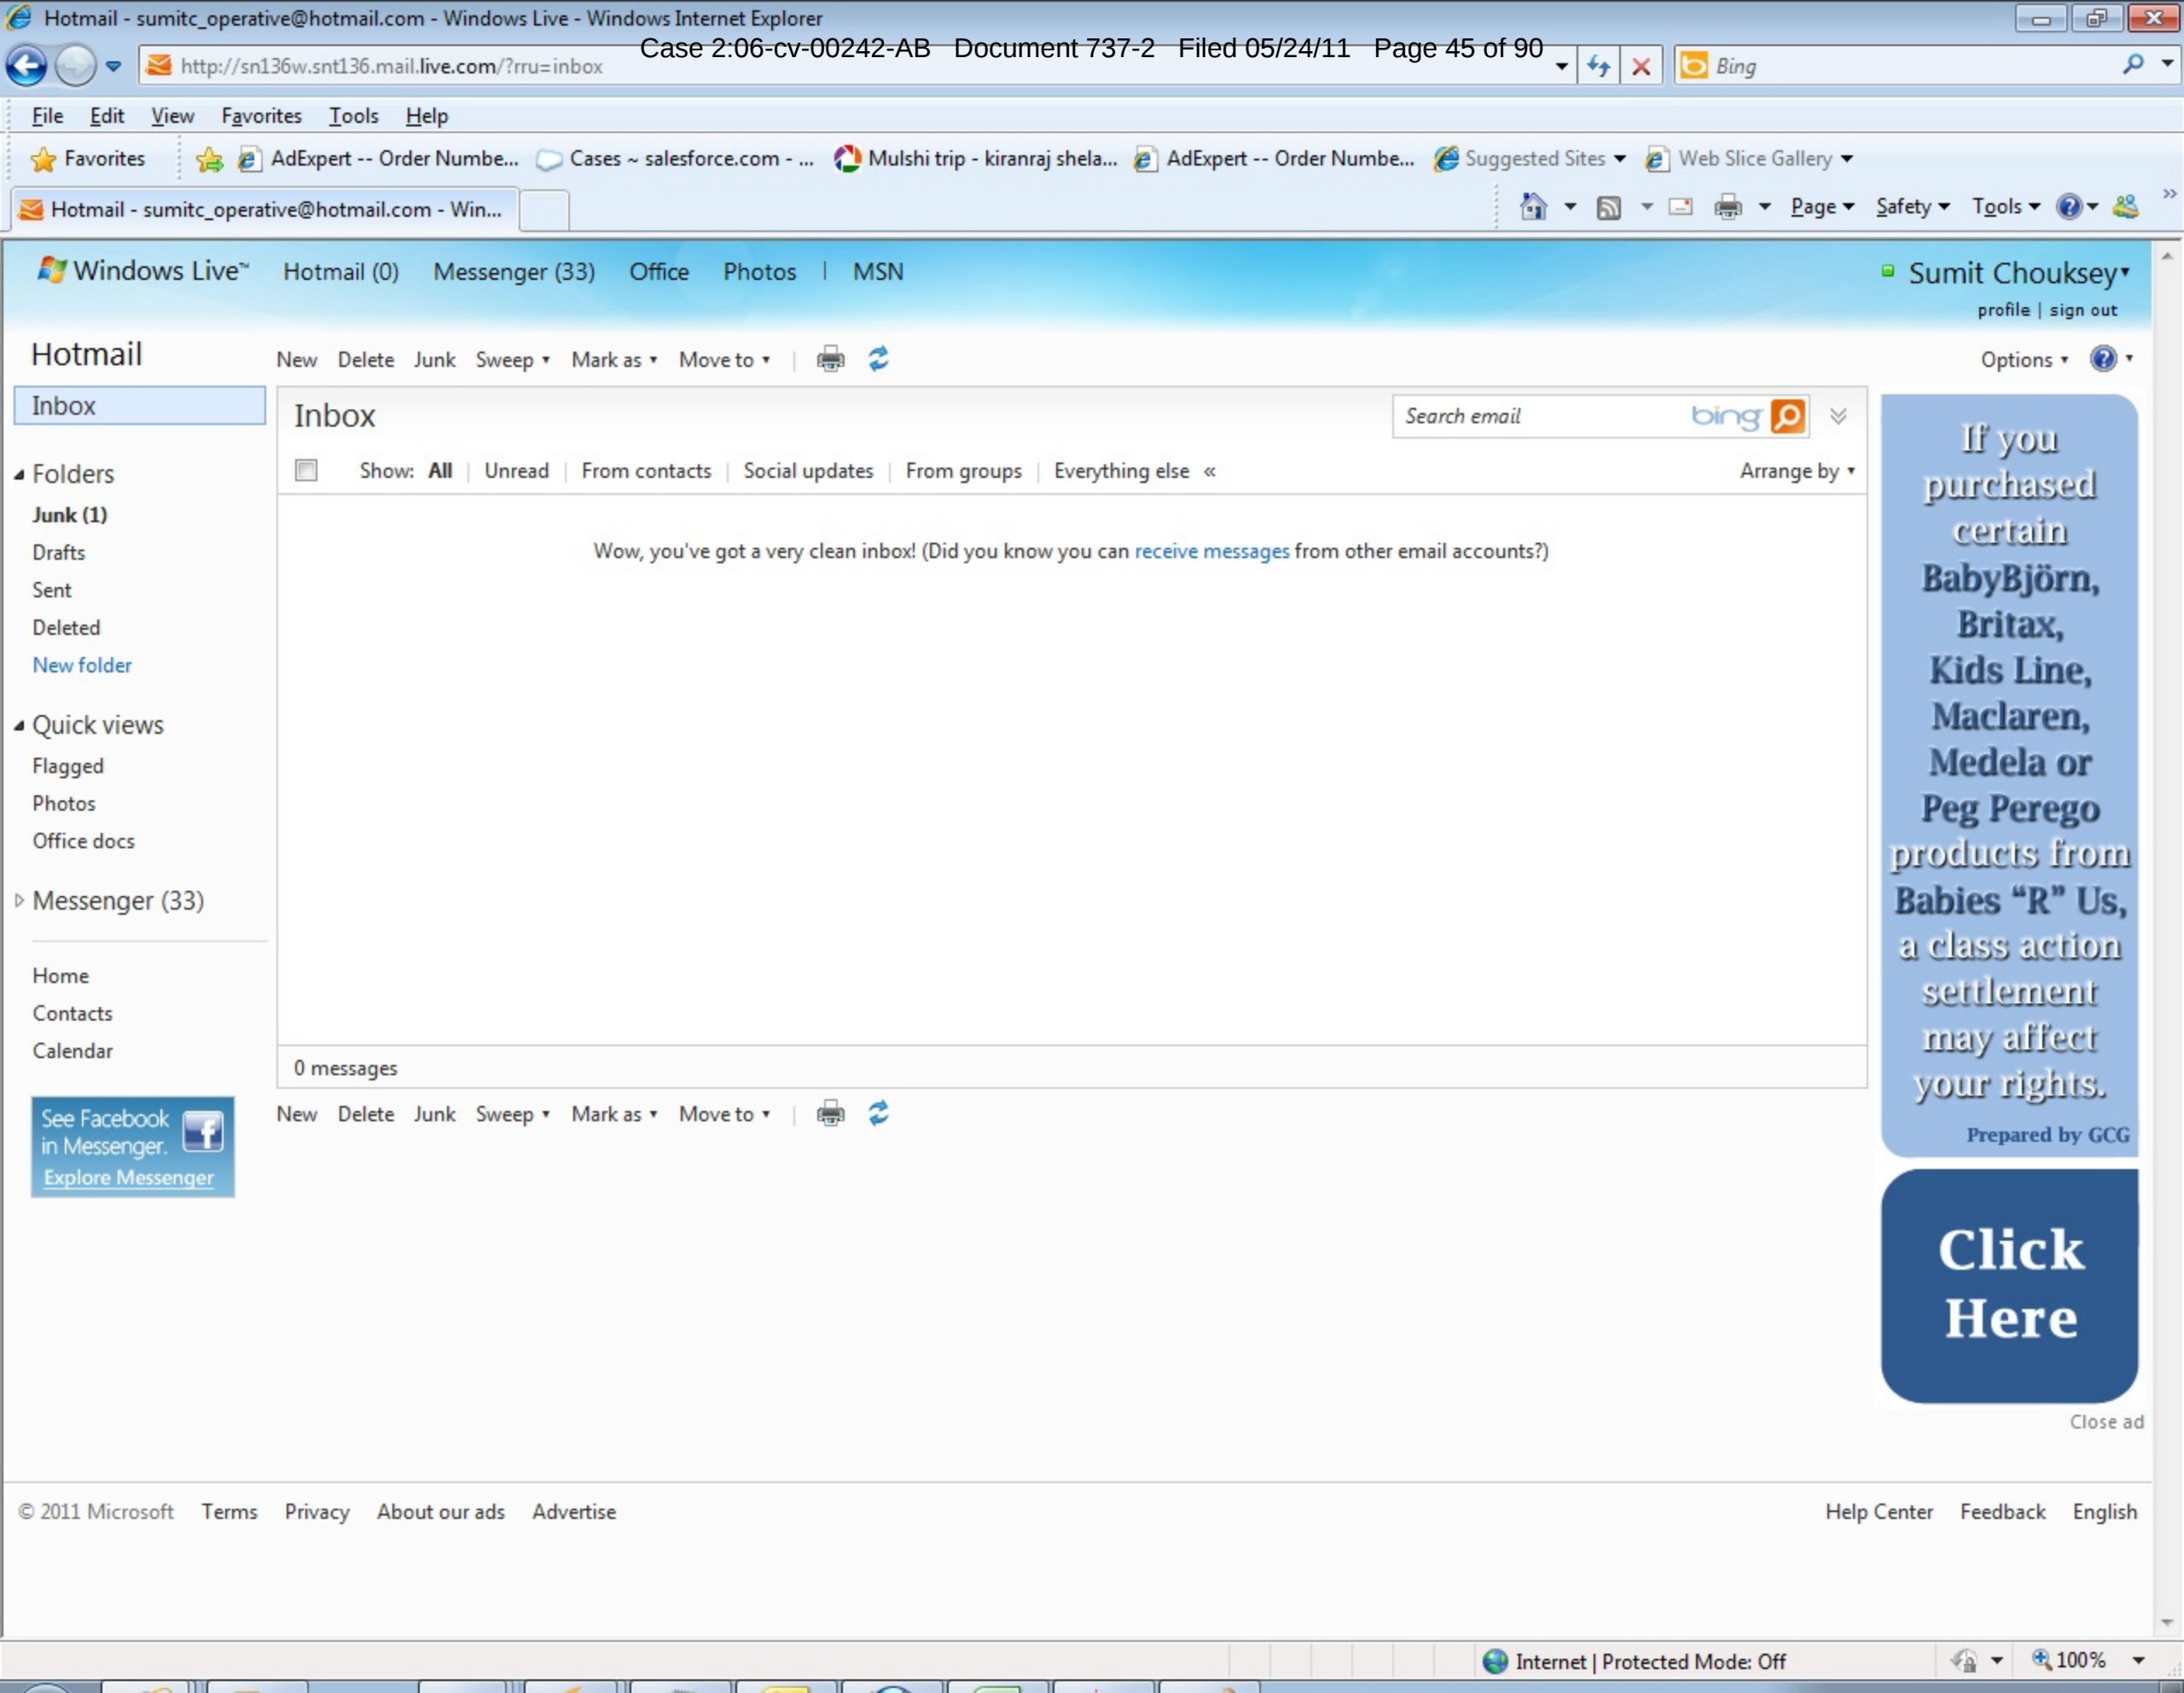 Hotmail - sumitc_operative@hotmail.com - Windows Live - Windows Internet Explorer
Case 2:06-cv-00242-AB Document 737-2 Filed 05/24/11 Page 45 of 90
http://sn136w.snt136.mail.live.com/?rru=inbox
Bing
File Edit View Favorites Tools Help
Favorites AdExpert -- Order Numbe... Cases ~ salesforce.com - ... Mulshi trip - kiranraj shela... AdExpert -- Order Numbe... Suggested Sites Web Slice Gallery
Hotmail - sumitc_operative@hotmail.com - Win...
Page Safety Tools »
Windows Live™ Hotmail (0) Messenger (33) Office Photos | MSN
Sumit Chouksey
profile | sign out
Hotmail
New Delete Junk Sweep Mark as Move to |
Options
Inbox
Inbox
Search email bing
Show: All | Unread | From contacts | Social updates | From groups | Everything else «
Arrange by
Wow, you've got a very clean inbox! (Did you know you can receive messages from other email accounts?)
Folders
Junk (1)
Drafts
Sent
Deleted
New folder
Quick views
Flagged
Photos
Office docs
Messenger (33)
Home
Contacts
Calendar
See Facebook
in Messenger.
Explore Messenger
0 messages
New Delete Junk Sweep Mark as Move to |
If you
purchased
certain
BabyBjörn,
Britax,
Kids Line,
Maclaren,
Medela or
Peg Perego
products from
Babies “R” Us,
a class action
settlement
may affect
your rights.
Prepared by GCG
Click
Here
Close ad
© 2011 Microsoft Terms Privacy About our ads Advertise
Help Center Feedback English
Internet | Protected Mode: Off
100%